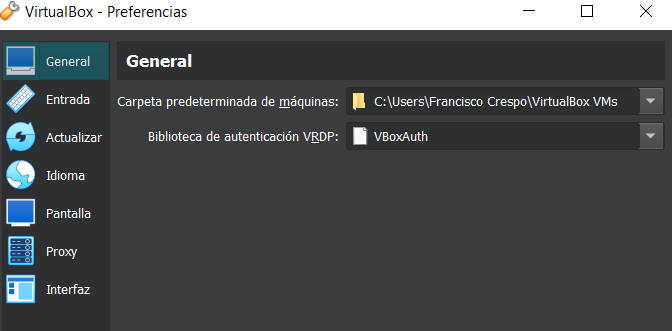 VirtualBox - Preferencias
General
Entrada
Actualizar
Idioma
Pantalla
Proxy
Interfaz
General
Carpeta predeterminada de máquinas: C:\Users\Francisco Crespo\VirtualBox VMs
Biblioteca de autenticación VRDP: VBoxAuth